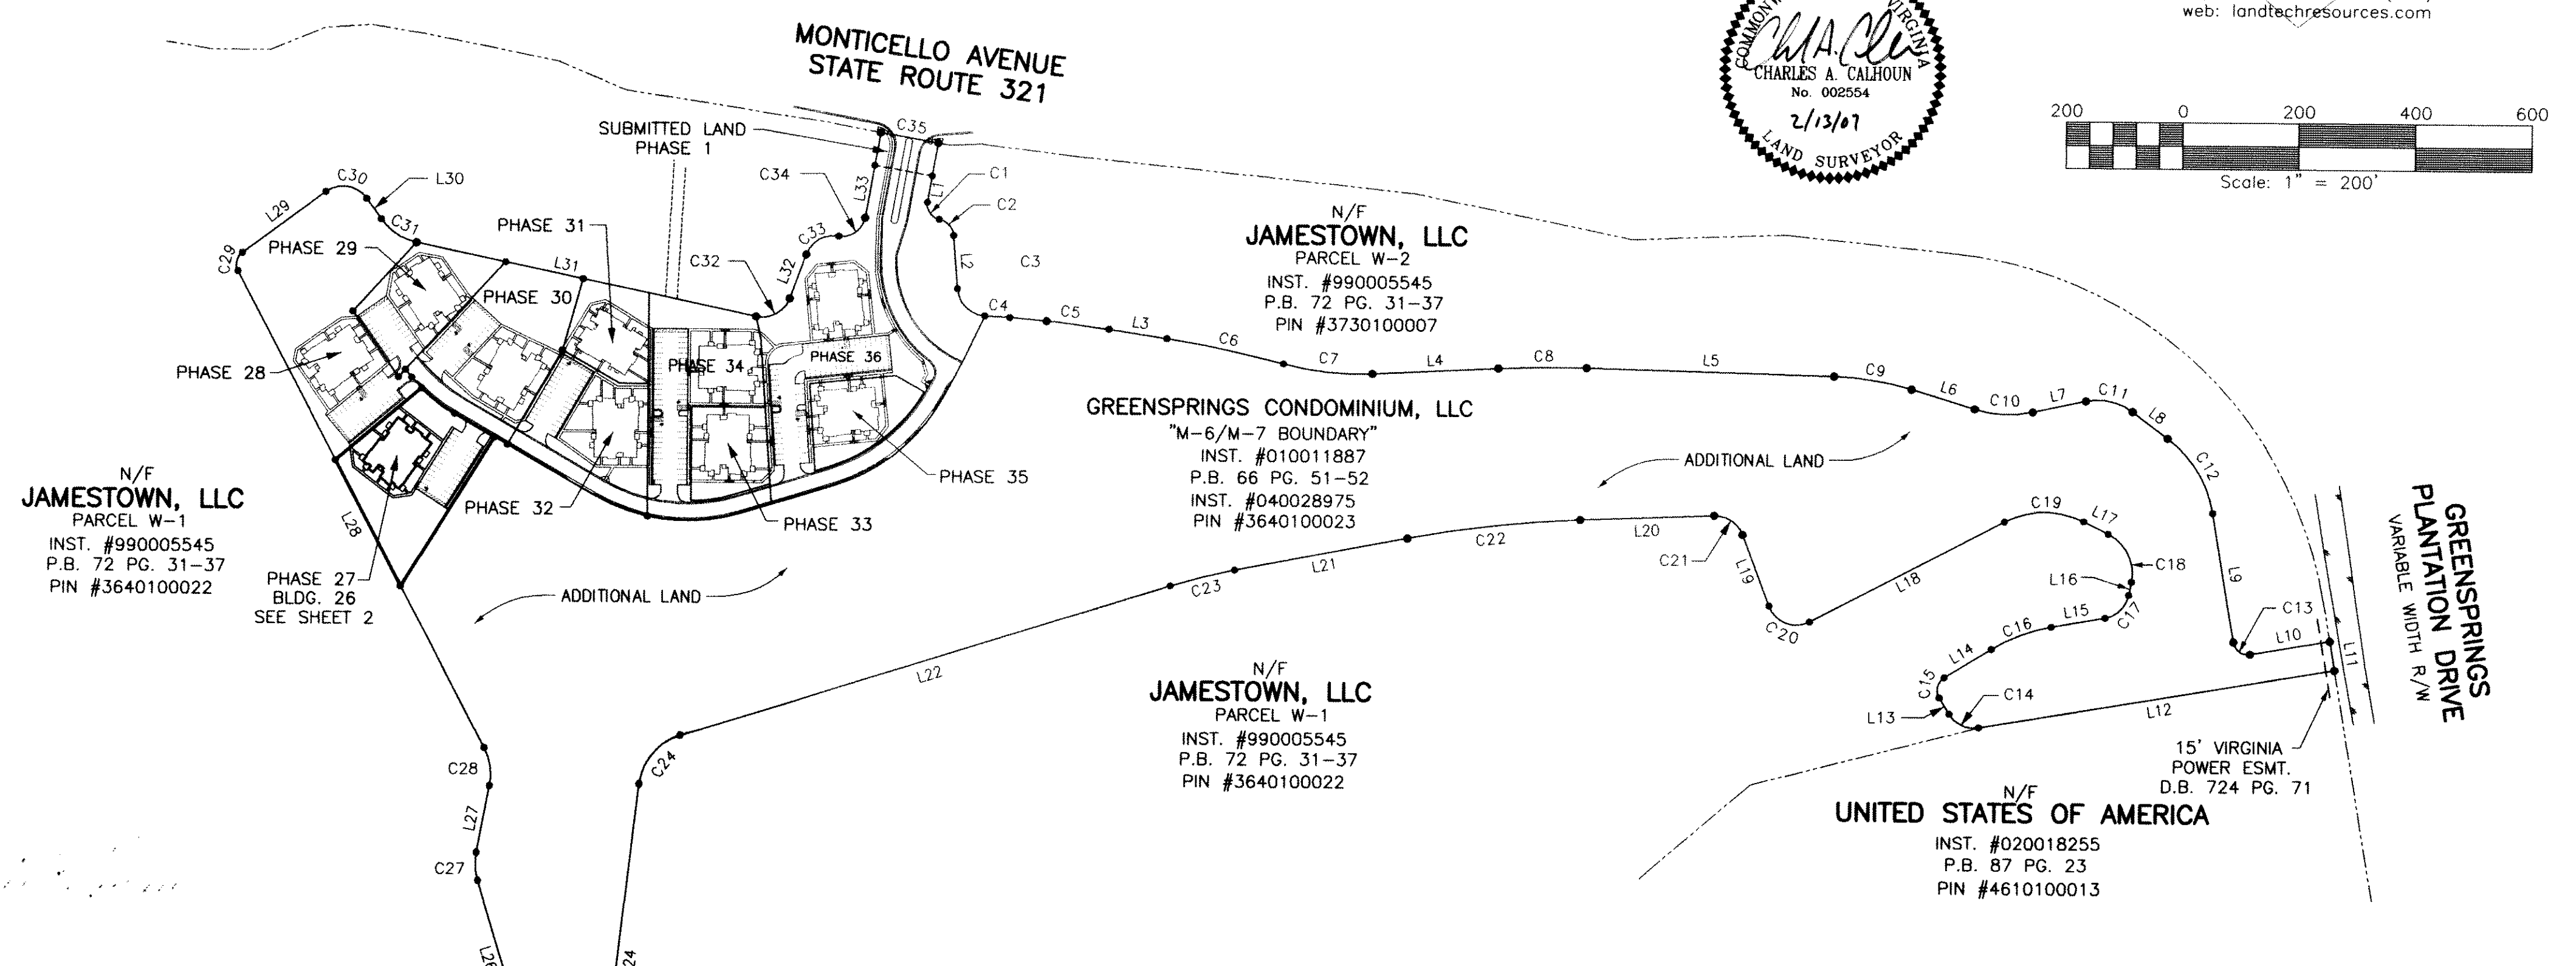 web: landtechresources.com
MONTICELLO AVENUE
STATE ROUTE 321
COMMONWEALTH VIRGINIA
CHARLES A. CALHOUN
No. 002554
2/13/07
LAND SURVEYOR
200 0 200 400 600
Scale: 1" = 200'
SUBMITTED LAND
PHASE 1
C35
C34
L33
L1
C1
C2
C30
L30
L29
C31
C29
PHASE 29
PHASE 31
C33
C32
L32
L31
L2
C3
PHASE 30
PHASE 28
PHASE 34
PHASE 36
C4
C5
L3
C6
C7
L4
C8
L5
C9
L6
C10
L7
C11
L8
C12
N/F
JAMESTOWN, LLC
PARCEL W-2
INST. #990005545
P.B. 72 PG. 31-37
PIN #3730100007
GREENSPRINGS CONDOMINIUM, LLC
"M-6/M-7 BOUNDARY"
INST. #010011887
P.B. 66 PG. 51-52
INST. #040028975
PIN #3640100023
ADDITIONAL LAND
PHASE 35
PHASE 32
PHASE 33
N/F
JAMESTOWN, LLC
PARCEL W-1
INST. #990005545
P.B. 72 PG. 31-37
PIN #3640100022
L28
PHASE 27
BLDG. 26
SEE SHEET 2
ADDITIONAL LAND
C23
L21
C22
L20
C21
L19
C20
L18
C19
L17
C18
L16
C17
L15
C16
L14
C15
L13
C14
L9
C13
L10
L11
L12
GREENSPRINGS
PLANTATION DRIVE
VARIABLE WIDTH R/W
L22
N/F
JAMESTOWN, LLC
PARCEL W-1
INST. #990005545
P.B. 72 PG. 31-37
PIN #3640100022
15' VIRGINIA
POWER ESMT.
D.B. 724 PG. 71
N/F
UNITED STATES OF AMERICA
INST. #020018255
P.B. 87 PG. 23
PIN #4610100013
C24
C28
L27
C27
L26
24